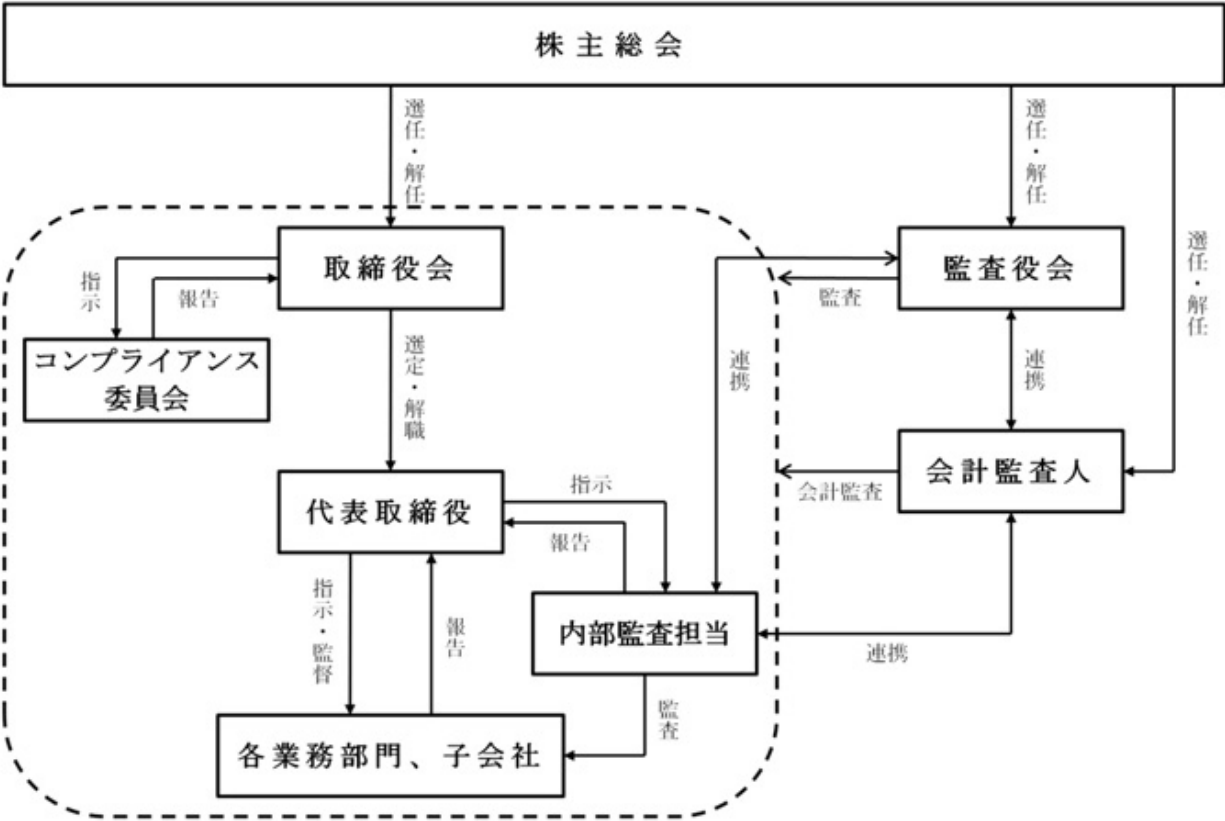 株主総会
選任・解任
選任・解任
選任・解任
取締役会
監査役会
指示
報告
監査
コンプライアンス
委員会
選定・解職
連携
連携
代表取締役
指示
報告
会計監査人
会計監査
指示・監督
報告
内部監査担当
連携
監査
各業務部門、子会社